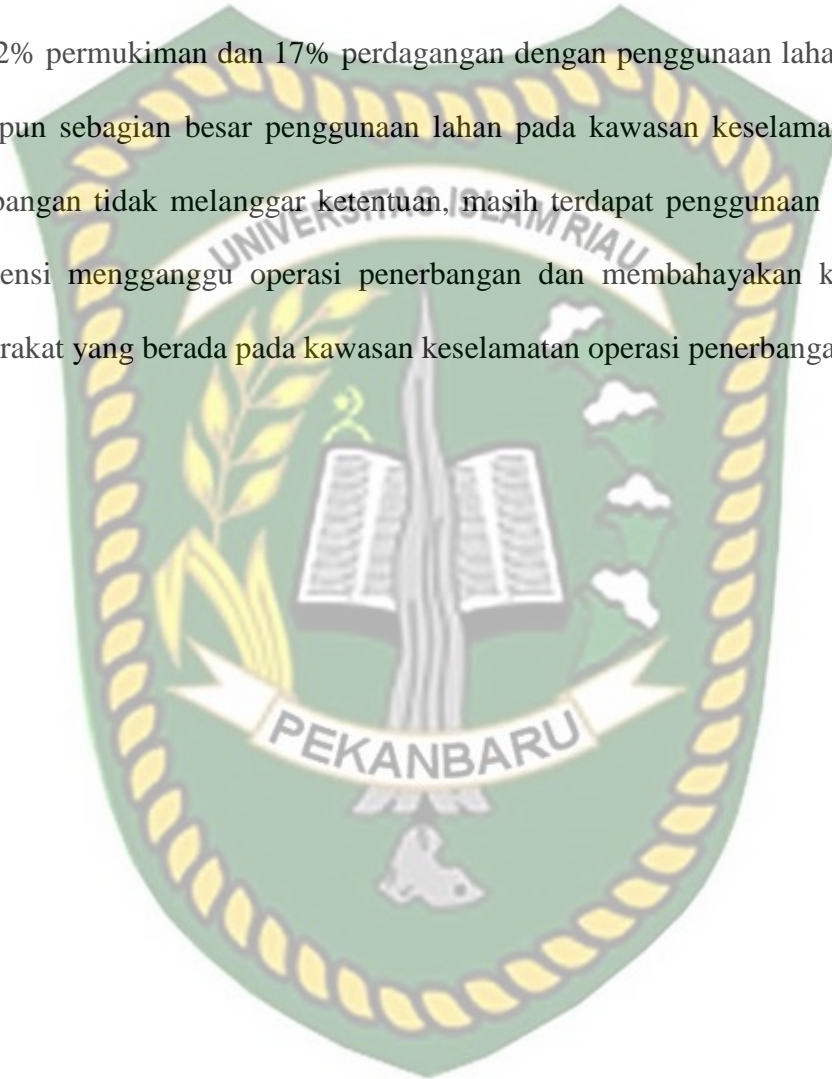 2% permukiman dan 17% perdagangan dengan penggunaan laha
pun sebagian besar penggunaan lahan pada kawasan keselama
bangan tidak melanggar ketentuan, masih terdapat penggunaan
ensi mengganggu operasi penerbangan dan membahayakan k
rakat yang berada pada kawasan keselamatan operasi penerbanga
UNIVERSITAS ISLAM RIAU
PEKANBARU